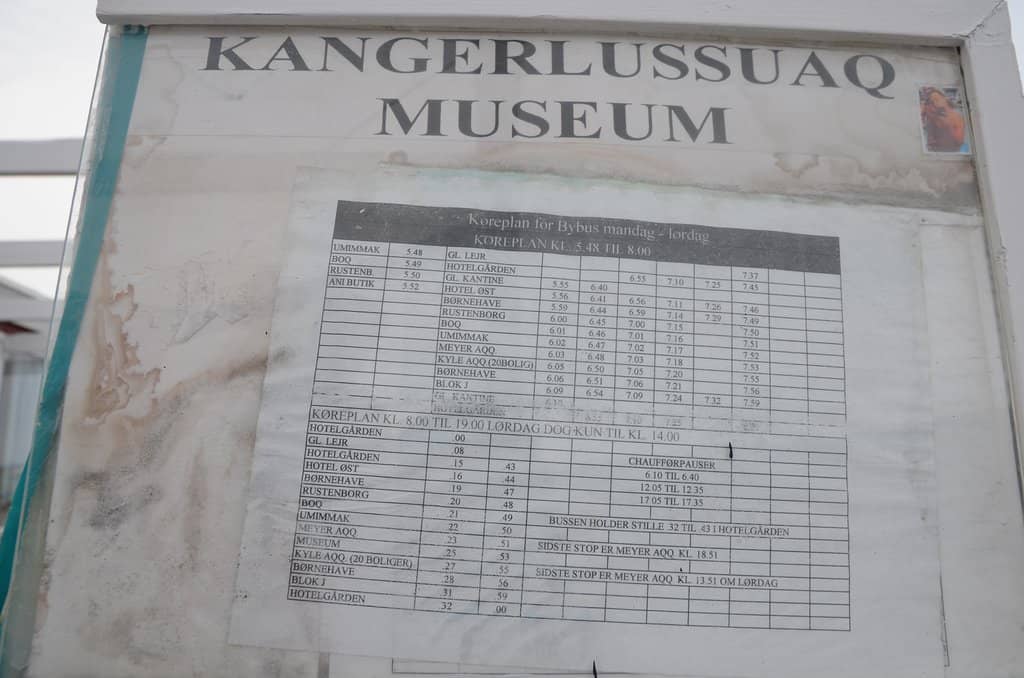 KANGERLUSSUAQ
MUSEUM
Køreplan for Bybus mandag - lørdag
KØREPLAN KL. 5.48 TIL 8.00
UMIMMAK 5.48 GL. LEJR 7.37
BOQ 5.49 HOTELGÅRDEN 6.55 7.10 7.25 7.45
RUSTENB. 5.50 GL. KANTINE 5.55 6.40
ANI BUTIK 5.52 HOTEL ØST 5.56 6.41 6.56 7.11 7.26 7.46
BØRNEHAVE 5.59 6.44 6.59 7.14 7.29 7.49
RUSTENBORG 6.00 6.45 7.00 7.15 7.50
BOQ 6.01 6.46 7.01 7.16 7.51
UMIMMAK 6.02 6.47 7.02 7.17 7.52
MEYER AQQ. 6.03 6.48 7.03 7.18 7.53
KYLE AQQ.(20BOLIG) 6.05 6.50 7.05 7.20 7.55
BØRNEHAVE 6.06 6.51 7.06 7.21 7.56
BLOK J 6.09 6.54 7.09 7.24 7.32 7.59
GL. KANTINE
HOTELGÅRDEN
KØREPLAN KL. 8.00 TIL 19.00 LØRDAG DOG KUN TIL KL. 14.00
HOTELGÅRDEN .00
GL. LEJR .08 CHAUFFØRPAUSER
HOTELGÅRDEN .15 .43 6.10 TIL 6.40
HOTEL ØST .16 .44 12.05 TIL 12.35
BØRNEHAVE .19 .47 17.05 TIL 17.35
RUSTENBORG .20 .48
BOQ .21 .49 BUSSEN HOLDER STILLE .32 TIL .43 I HOTELGÅRDEN
UMIMMAK .22 .50
MEYER AQQ. .23 .51 SIDSTE STOP ER MEYER AQQ. KL. 18.51
MUSEUM .25 .53
KYLE AQQ. (20 BOLIGER) .27 .55 SIDSTE STOP ER MEYER AQQ. KL. 13.51 OM LØRDAG
BØRNEHAVE .28 .56
BLOK J .31 .59
HOTELGÅRDEN .32 .00